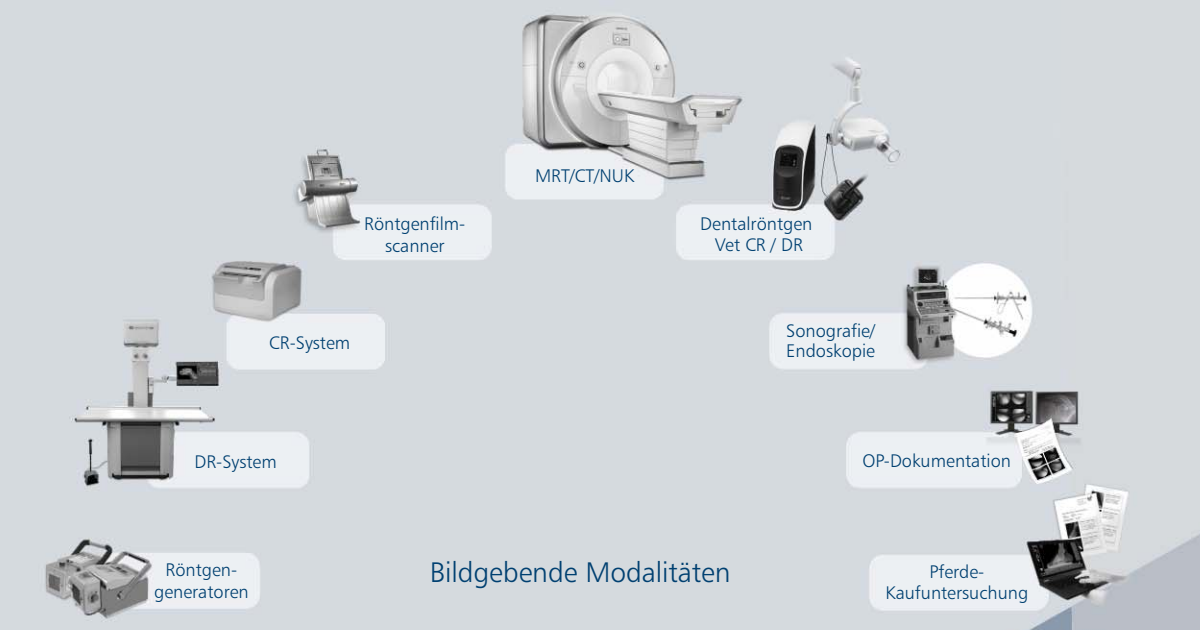 MRT/CT/NUK
Röntgenfilm-
scanner
Dentalröntgen
Vet CR / DR
CR-System
Sonografie/
Endoskopie
DR-System
OP-Dokumentation
Röntgen-
generatoren
Bildgebende Modalitäten
Pferde-
Kaufuntersuchung